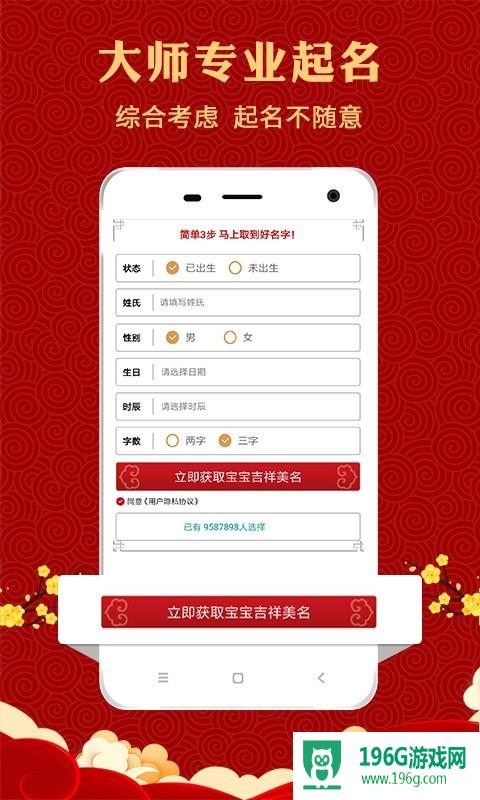 大师专业起名
综合考虑 起名不随意
简单3步 马上取到好名字!
状态 已出生 未出生
姓氏 请填写姓氏
性别 男 女
生日 请选择日期
时辰 请选择时辰
字数 两字 三字
立即获取宝宝吉祥美名
同意《用户隐私协议》
已有 9587898人选择
立即获取宝宝吉祥美名
196G游戏网
www.196g.com